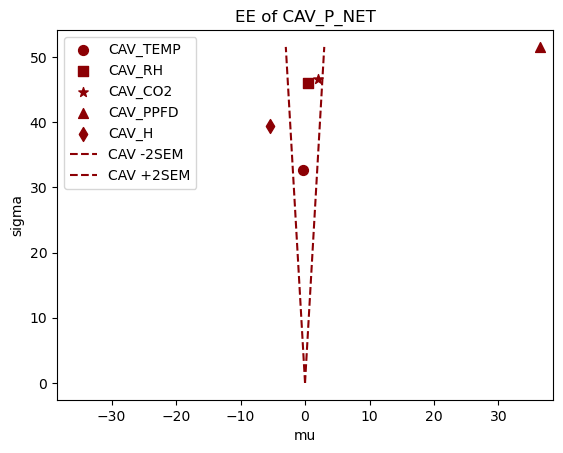 EE of CAV_P_NET
CAV_TEMP
CAV_RH
CAV_CO2
CAV_PPFD
CAV_H
CAV -2SEM
CAV +2SEM
50
40
30
20
10
0
sigma
−30
−20
−10
0
10
20
30
mu